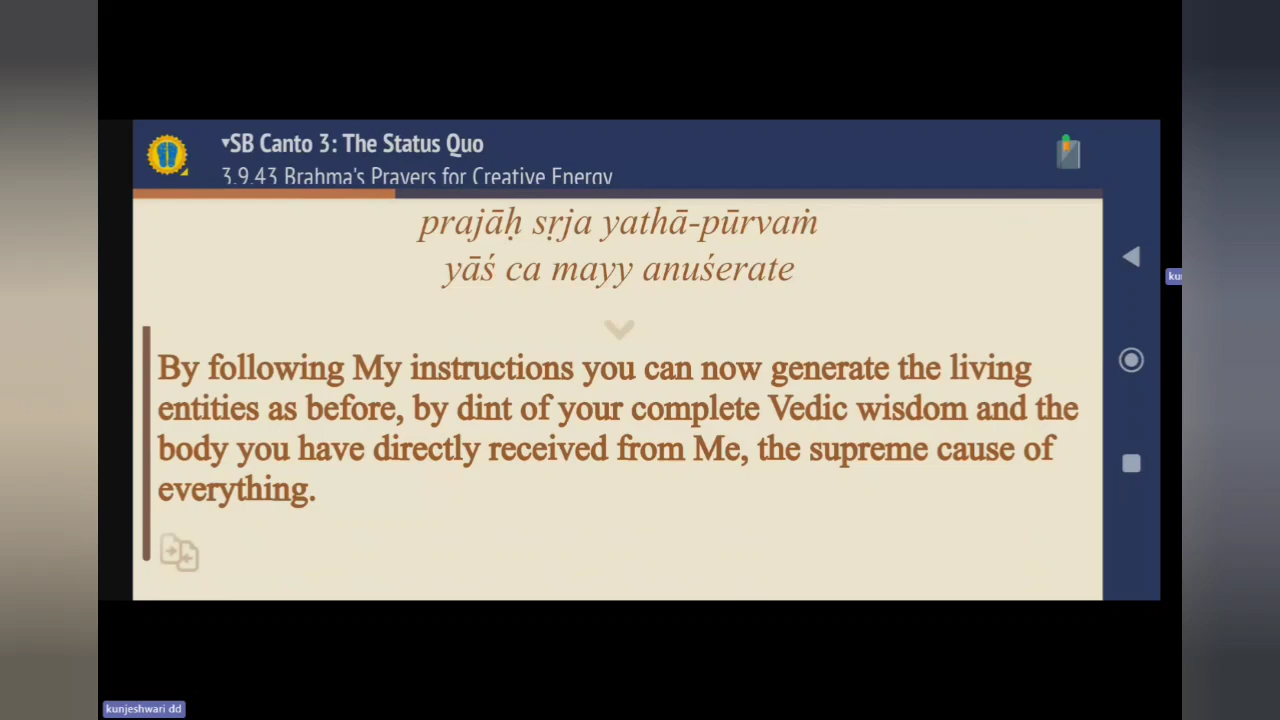 ▾SB Canto 3: The Status Quo
3.9.43 Brahma's Prayers for Creative Energy
prajāḥ sṛja yathā-pūrvaṁ
yāś ca mayy anuśerate
By following My instructions you can now generate the living
entities as before, by dint of your complete Vedic wisdom and the
body you have directly received from Me, the supreme cause of
everything.
ku
kunjeshwari dd